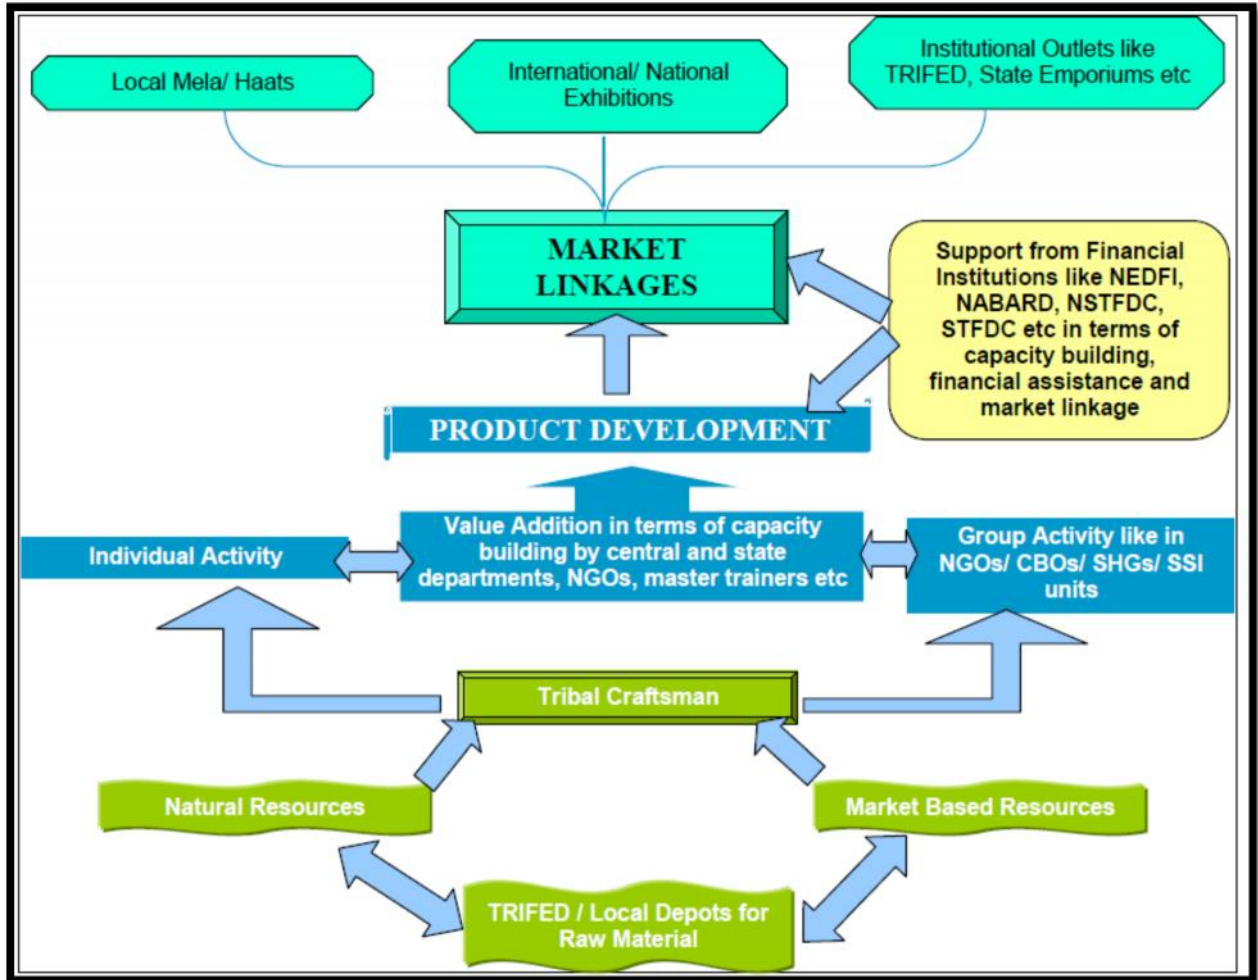 Local Mela/ Haats
International/ National
Exhibitions
Institutional Outlets like
TRIFED, State Emporiums etc
MARKET
LINKAGES
Support from Financial
Institutions like NEDFI,
NABARD, NSTFDC,
STFDC etc in terms of
capacity building,
financial assistance and
market linkage
PRODUCT DEVELOPMENT
Individual Activity
Value Addition in terms of capacity
building by central and state
departments, NGOs, master trainers etc
Group Activity like in
NGOs/ CBOs/ SHGs/ SSI
units
Tribal Craftsman
Natural Resources
Market Based Resources
TRIFED / Local Depots for
Raw Material